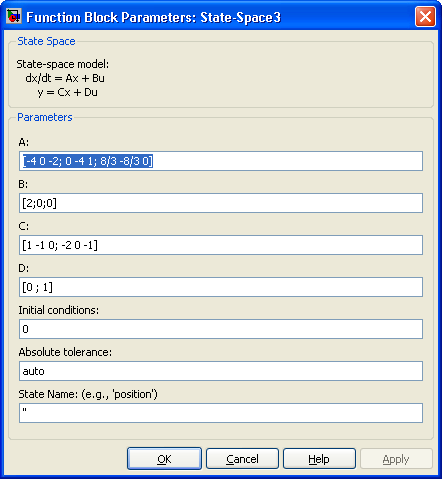 Function Block Parameters: State-Space3
State Space
State-space model:
dx/dt = Ax + Bu
y = Cx + Du
Parameters
A:
[-4 0 -2; 0 -4 1; 8/3 -8/3 0]
B:
[2;0;0]
C:
[1 -1 0; -2 0 -1]
D:
[0 ; 1]
Initial conditions:
0
Absolute tolerance:
auto
State Name: (e.g., 'position')
''
OK Cancel Help Apply